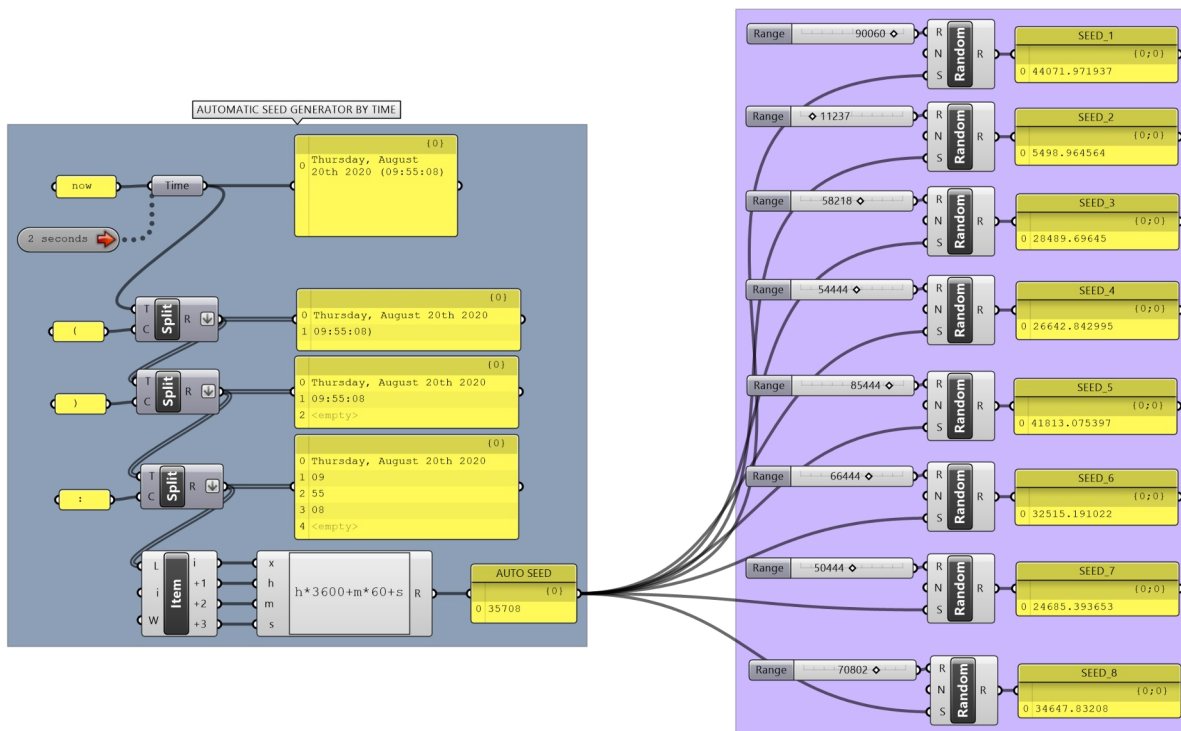 AUTOMATIC SEED GENERATOR BY TIME
now
Time
2 seconds
{0}
0 Thursday, August
20th 2020 (09:55:08)
(
T
C
Split
R
{0}
0 Thursday, August 20th 2020
1 09:55:08)
)
T
C
Split
R
{0}
0 Thursday, August 20th 2020
1 09:55:08
2 <empty>
:
T
C
Split
R
{0}
0 Thursday, August 20th 2020
1 09
2 55
3 08
4 <empty>
L
i
W
Item
i
+1
+2
+3
x
h
m
s
h*3600+m*60+s
R
AUTO SEED
{0}
0 35708
Range 90060
R
N
S
Random
R
SEED_1
{0;0}
0 44071.971937
Range 11237
R
N
S
Random
R
SEED_2
{0;0}
0 5498.964564
Range 58218
R
N
S
Random
R
SEED_3
{0;0}
0 28489.69645
Range 54444
R
N
S
Random
R
SEED_4
{0;0}
0 26642.842995
Range 85444
R
N
S
Random
R
SEED_5
{0;0}
0 41813.075397
Range 66444
R
N
S
Random
R
SEED_6
{0;0}
0 32515.191022
Range 50444
R
N
S
Random
R
SEED_7
{0;0}
0 24685.393653
Range 70802
R
N
S
Random
R
SEED_8
{0;0}
0 34647.83208